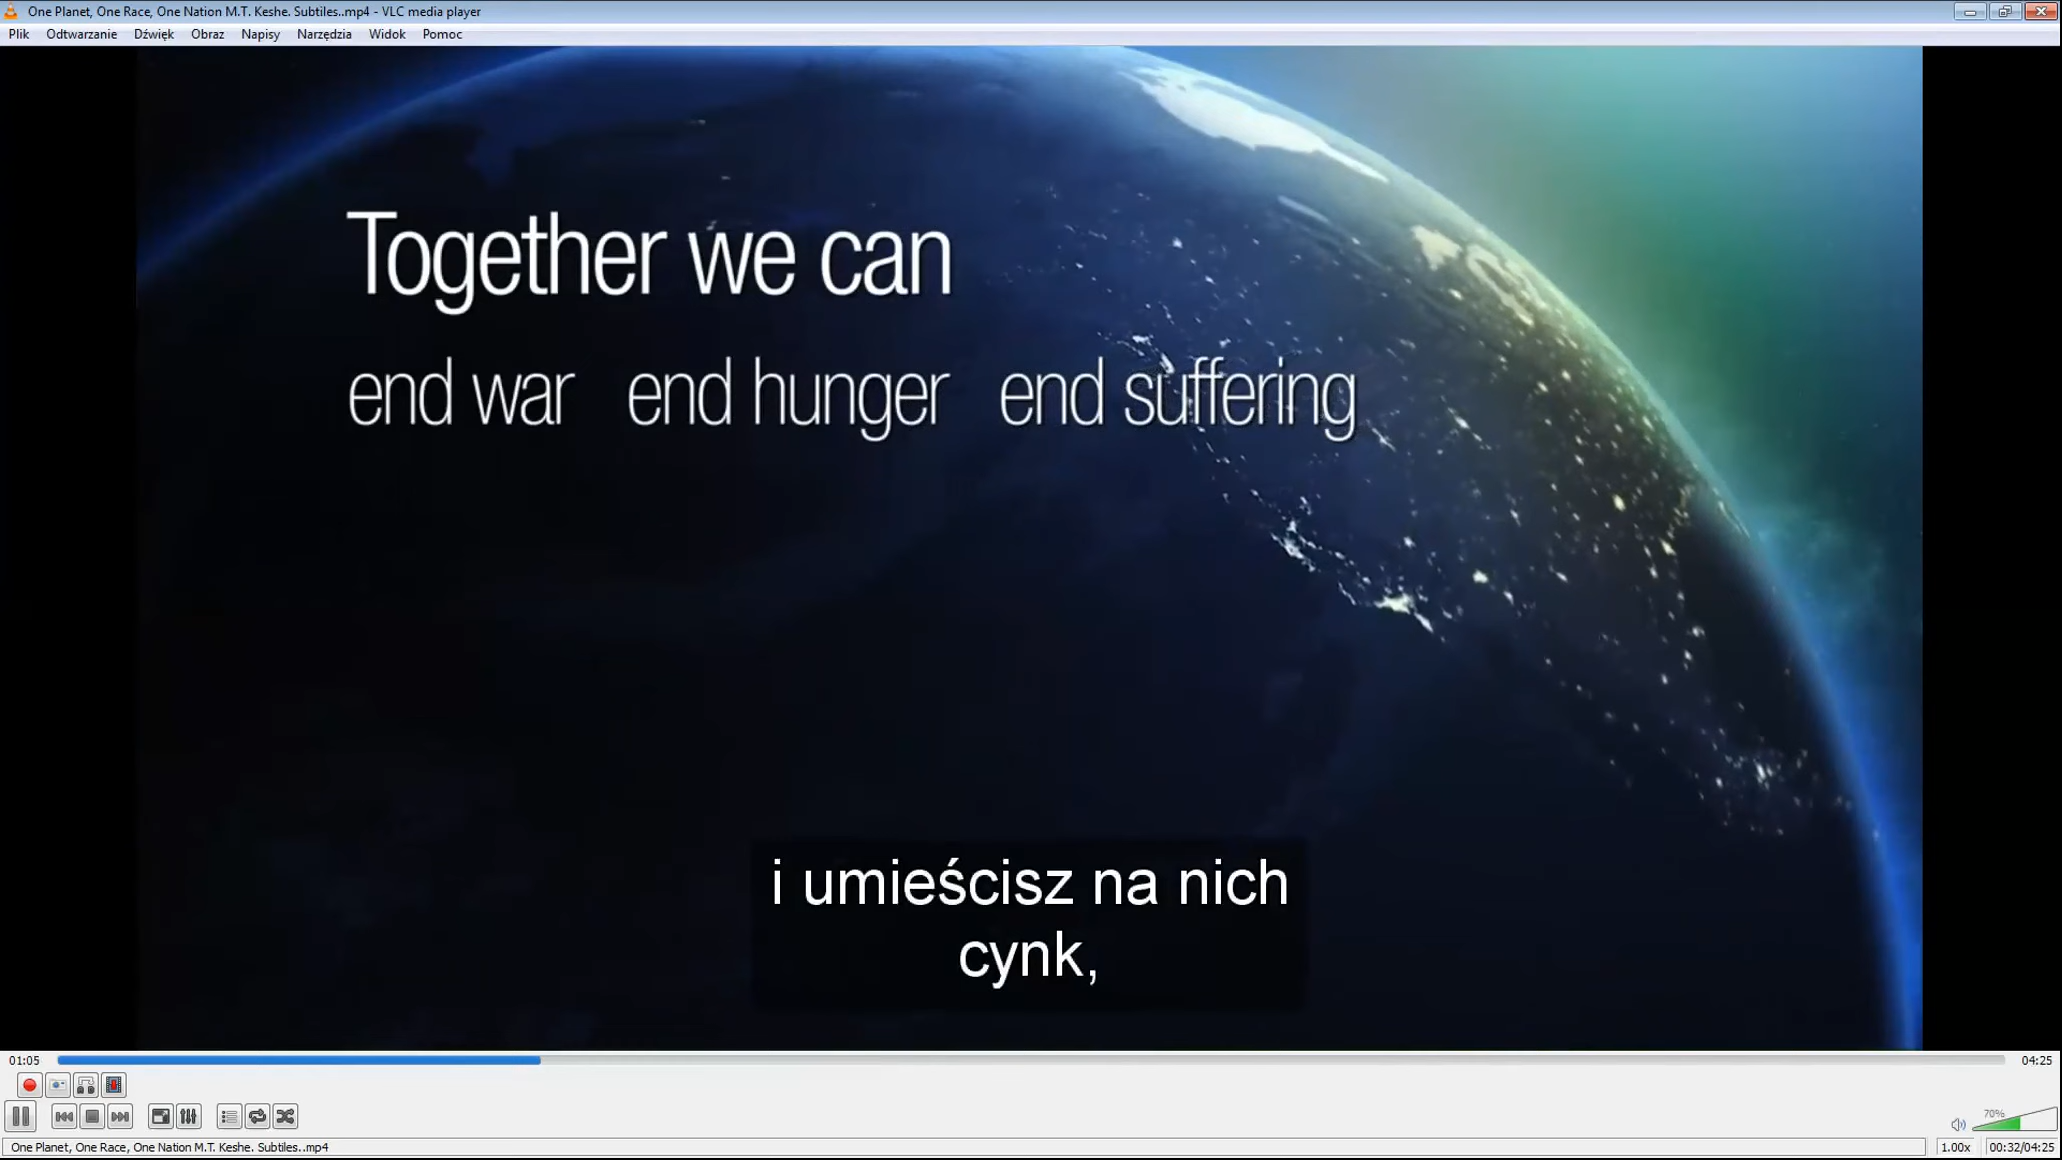 One Planet, One Race, One Nation M.T. Keshe. Subtiles..mp4 - VLC media player
Plik Odtwarzanie Dźwięk Obraz Napisy Narzędzia Widok Pomoc
Together we can
end war end hunger end suffering
i umieścisz na nich
cynk,
01:05 04:25
70%
One Planet, One Race, One Nation M.T. Keshe. Subtiles..mp4 1.00x 00:32/04:25